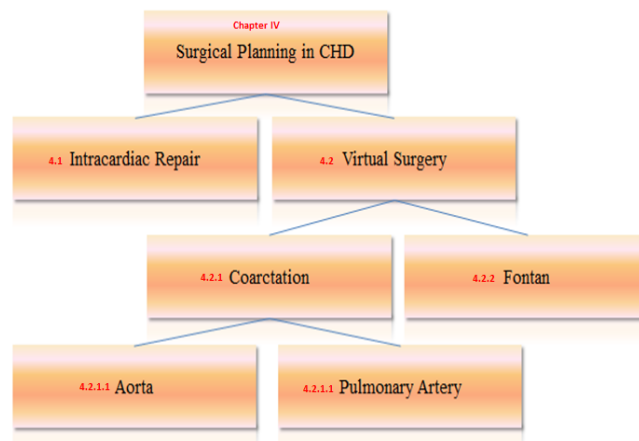 Chapter IV
Surgical Planning in CHD
4.1 Intracardiac Repair
4.2 Virtual Surgery
4.2.1 Coarctation
4.2.2 Fontan
4.2.1.1 Aorta
4.2.1.1 Pulmonary Artery